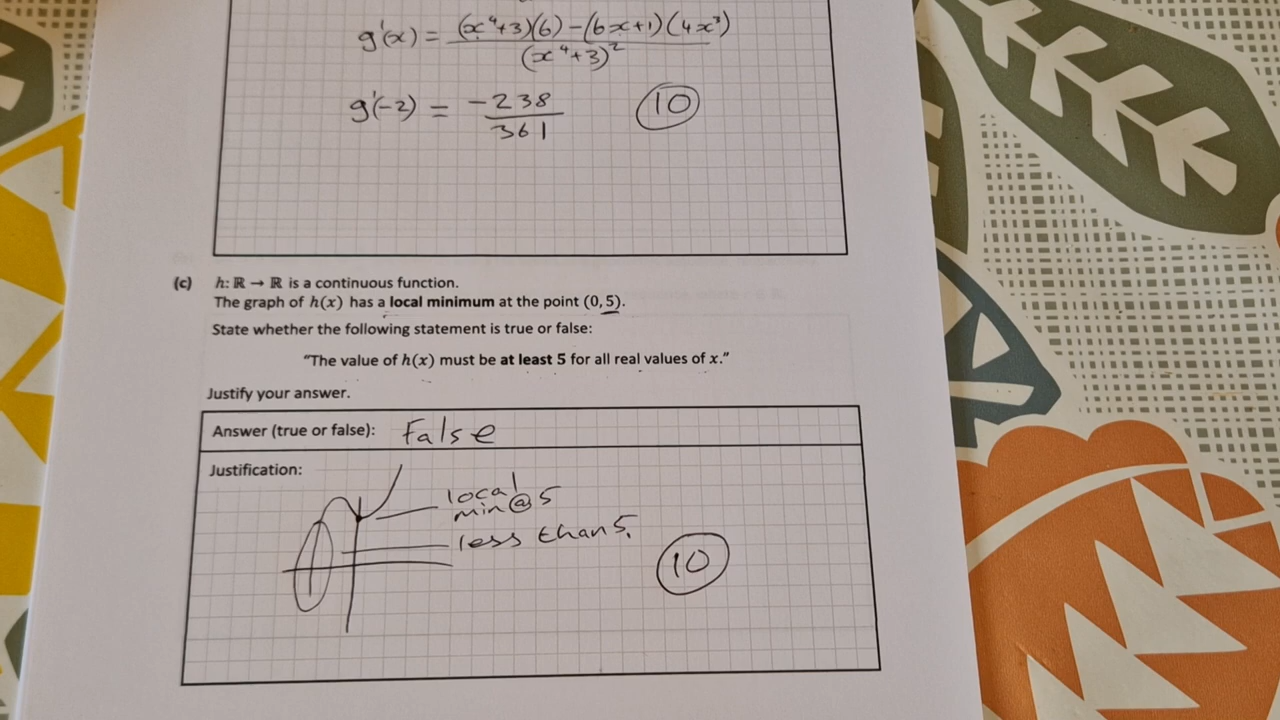 g'(x) = (x⁴+3)(6) - (6x+1)(4x³) / (x⁴+3)²
g'(-2) = -238 / 361
10
(c) h: ℝ → ℝ is a continuous function.
The graph of h(x) has a local minimum at the point (0, 5).
State whether the following statement is true or false:
“The value of h(x) must be at least 5 for all real values of x.”
Justify your answer.
Answer (true or false): False
Justification:
local
min@5
less than 5.
10